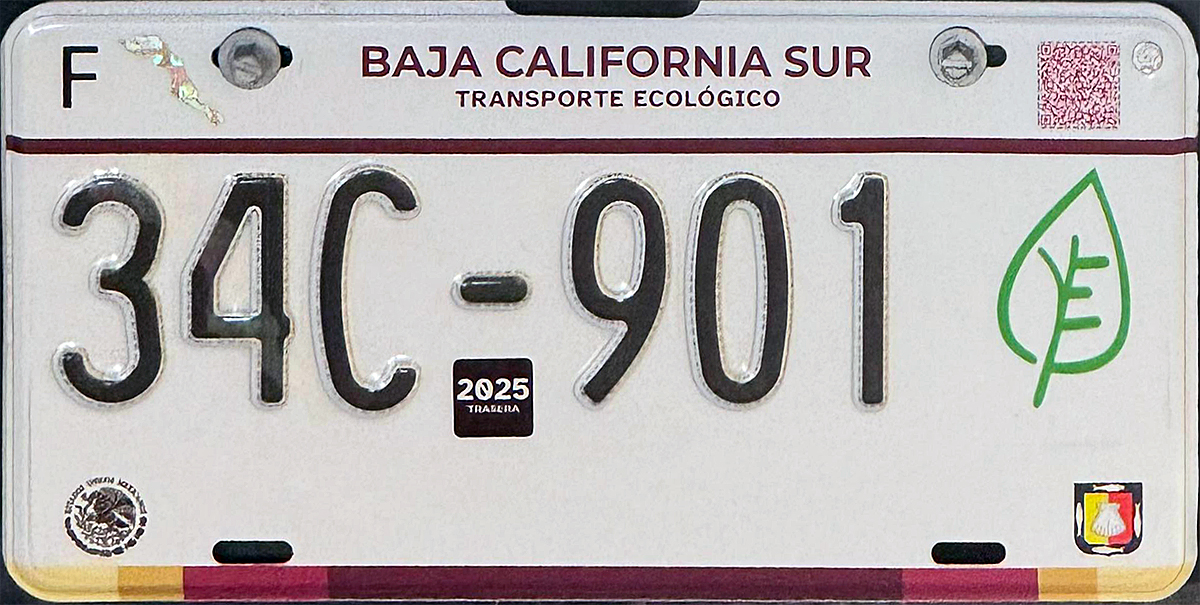 F
BAJA CALIFORNIA SUR
TRANSPORTE ECOLÓGICO
34C-901
2025
TRASERA